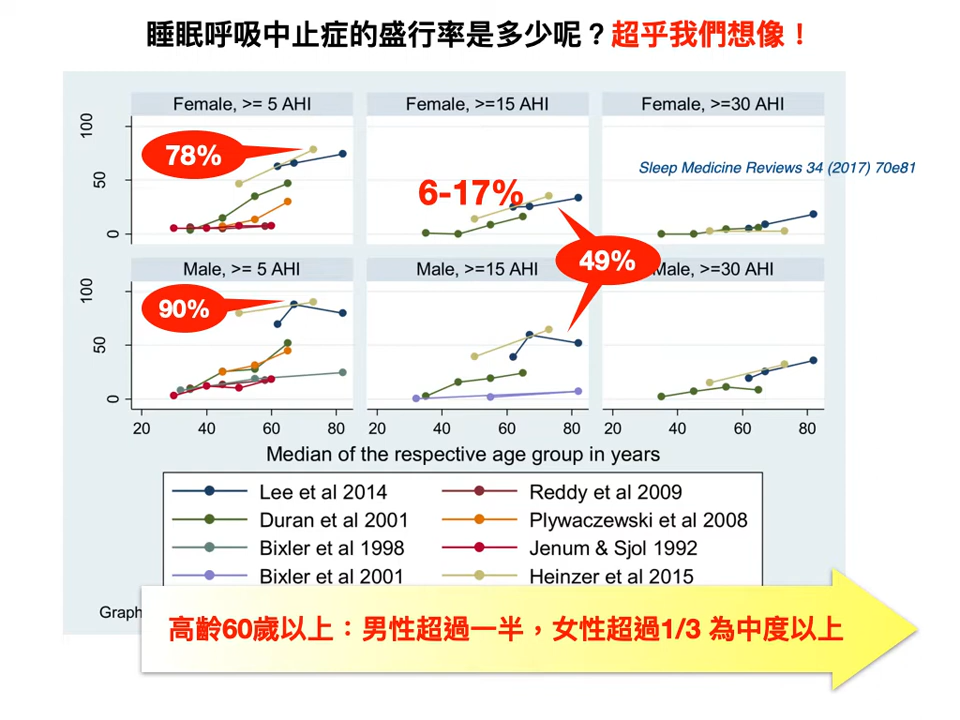 睡眠呼吸中止症的盛行率是多少呢？超乎我們想像！
Female, >= 5 AHI
Female, >=15 AHI
Female, >=30 AHI
100
50
0
78%
6-17%
Sleep Medicine Reviews 34 (2017) 70e81
49%
Male, >= 5 AHI
Male, >=15 AHI
Male, >=30 AHI
100
50
0
90%
20 40 60 80 20 40 60 80 20 40 60 80
Median of the respective age group in years
Lee et al 2014
Reddy et al 2009
Duran et al 2001
Plywaczewski et al 2008
Bixler et al 1998
Jenum & Sjol 1992
Bixler et al 2001
Heinzer et al 2015
Graph
高齡60歲以上：男性超過一半，女性超過1/3 為中度以上